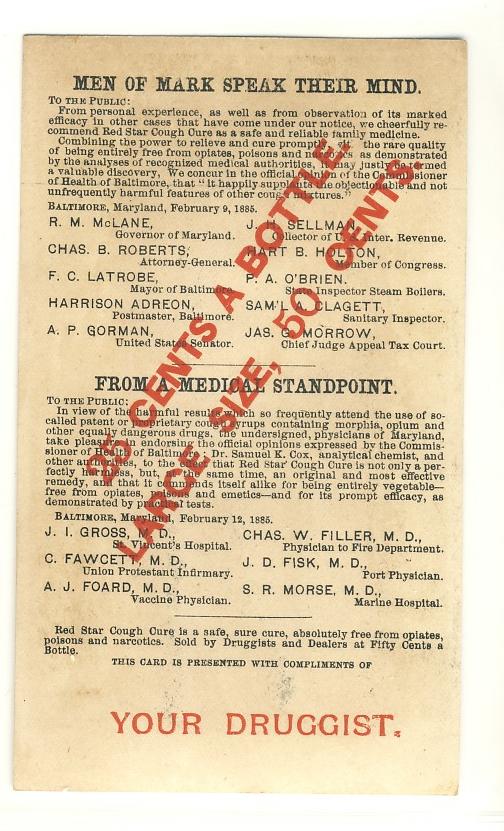 MEN OF MARK SPEAK THEIR MIND.
TO THE PUBLIC:
From personal experience, as well as from observation of its marked
efficacy in other cases that have come under our notice, we cheerfully re-
commend Red Star Cough Cure as a safe and reliable family medicine.
Combining the power to relieve and cure promptly the rare quality
of being entirely free from opiates, poisons and as demonstrated
by the analyses of recognized medical authorities, it may just be termed
a valuable discovery. We concur in the official of the Commissioner
of Health of Baltimore, that "it happily supplants the objectionable and not
unfrequently harmful features of other cough mixtures."
BALTIMORE, Maryland, February 9, 1885.
R. M. McLANE,
Governor of Maryland.
J. H. SELLMAN,
Collector of U. S. Inter. Revenue.
CHAS. B. ROBERTS,
Attorney-General.
HART B. HOLTON,
Member of Congress.
F. C. LATROBE,
Mayor of Baltimore.
P. A. O'BRIEN.
State Inspector Steam Boilers.
HARRISON ADREON,
Postmaster, Baltimore.
SAM'L A. CLAGETT,
Sanitary Inspector.
A. P. GORMAN,
United States Senator.
JAS. G. MORROW,
Chief Judge Appeal Tax Court.
FROM A MEDICAL STANDPOINT.
TO THE PUBLIC:
In view of the harmful results which so frequently attend the use of so-
called patent or proprietary cough syrups containing morphia, opium and
other equally dangerous drugs, the undersigned, physicians of Maryland,
take pleasure in endorsing the official opinions expressed by the Commis-
sioner of Health of Baltimore, Dr. Samuel K. Cox, analytical chemist, and
other authorities, to the effect that Red Star Cough Cure is not only a per-
fectly harmless, but, at the same time, an original and most effective
remedy, and that it commends itself alike for being entirely vegetable—
free from opiates, poisons and emetics—and for its prompt efficacy, as
demonstrated by practical tests.
BALTIMORE, Maryland, February 12, 1885.
J. I. GROSS, M. D.,
St. Vincent's Hospital.
CHAS. W. FILLER, M. D.,
Physician to Fire Department.
C. FAWCETT, M. D.,
Union Protestant Infirmary.
J. D. FISK, M. D.,
Port Physician.
A. J. FOARD, M. D.,
Vaccine Physician.
S. R. MORSE, M. D.,
Marine Hospital.
Red Star Cough Cure is a safe, sure cure, absolutely free from opiates,
poisons and narcotics. Sold by Druggists and Dealers at Fifty Cents a
Bottle.
THIS CARD IS PRESENTED WITH COMPLIMENTS OF
YOUR DRUGGIST.
25 CENTS A BOTTLE.
LARGE SIZE, 50 CENTS.